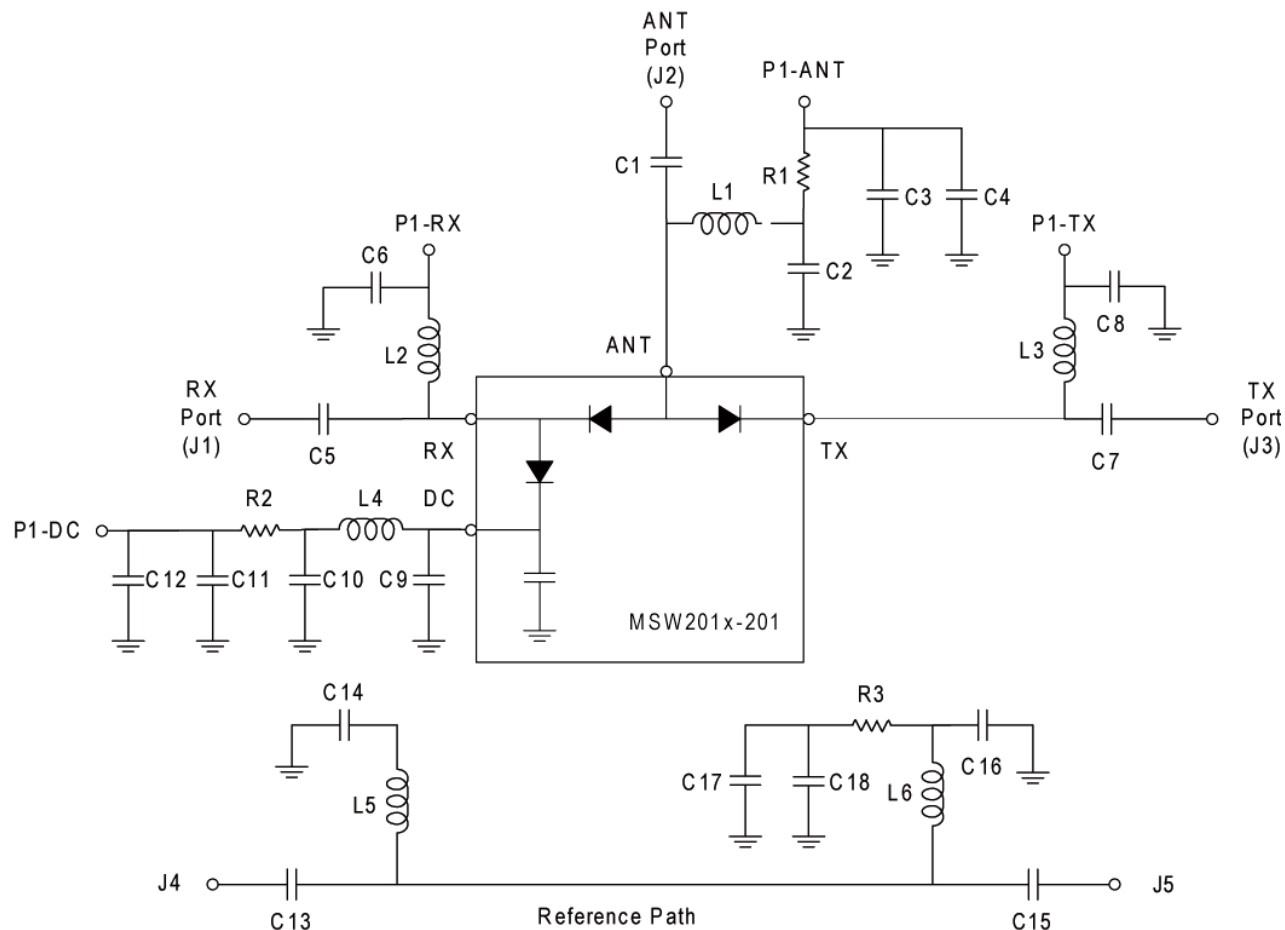 ANT
Port
(J2)
P1-ANT
C1
L1
R1
C3
C4
P1-RX
P1-TX
C6
C2
C8
L2
ANT
L3
RX
Port
(J1)
TX
Port
(J3)
C5
RX
TX
C7
P1-DC
R2
L4
DC
C12
C11
C10
C9
MSW201x-201
C14
R3
L5
C17
C18
L6
C16
J4
J5
C13
Reference Path
C15